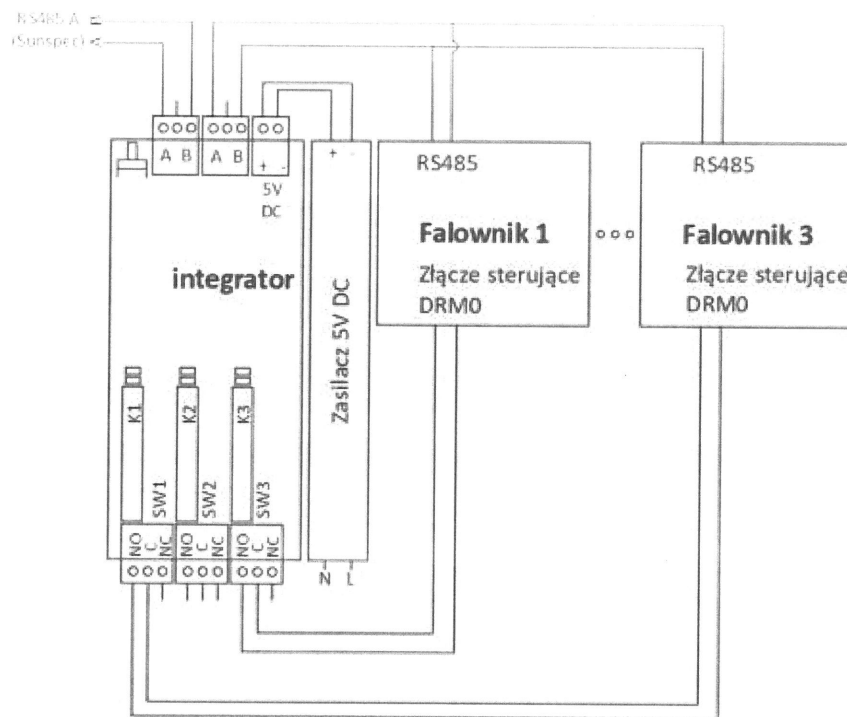 RS485 A
(Sunspec)
A B
A B
+ -
5V
DC
+ -
RS485
RS485
Falownik 1
Falownik 3
Złącze sterujące
DRM0
Złącze sterujące
DRM0
integrator
Zasilacz 5V DC
K1
K2
K3
SW1
SW2
SW3
NO
C
NC
NO
C
NC
NO
C
NC
N L